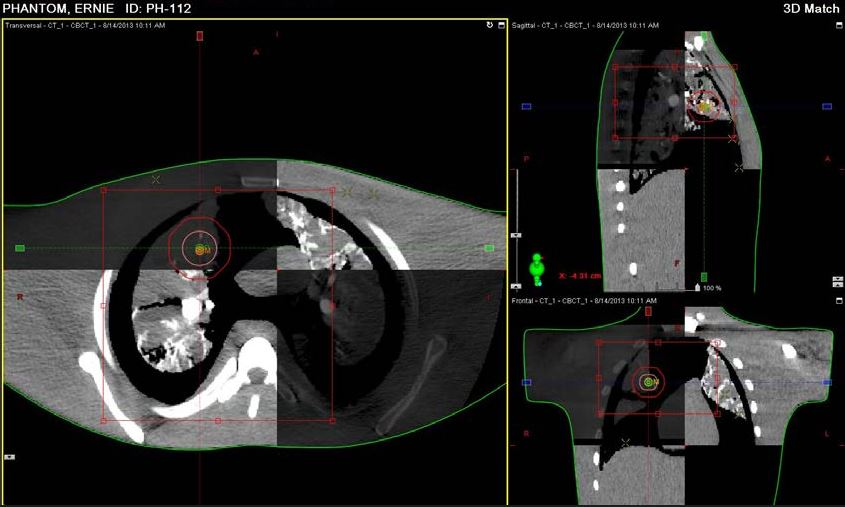 PHANTOM, ERNIE ID: PH-112
3D Match
Transversal - CT_1 - CBCT_1 - 8/14/2013 10:11 AM
Sagittal - CT_1 - CBCT_1 - 8/14/2013 10:11 AM
A
R
M
P
A
F
X: -4.31 cm
100 %
Frontal - CT_1 - CBCT_1 - 8/14/2013 10:11 AM
M
R
L